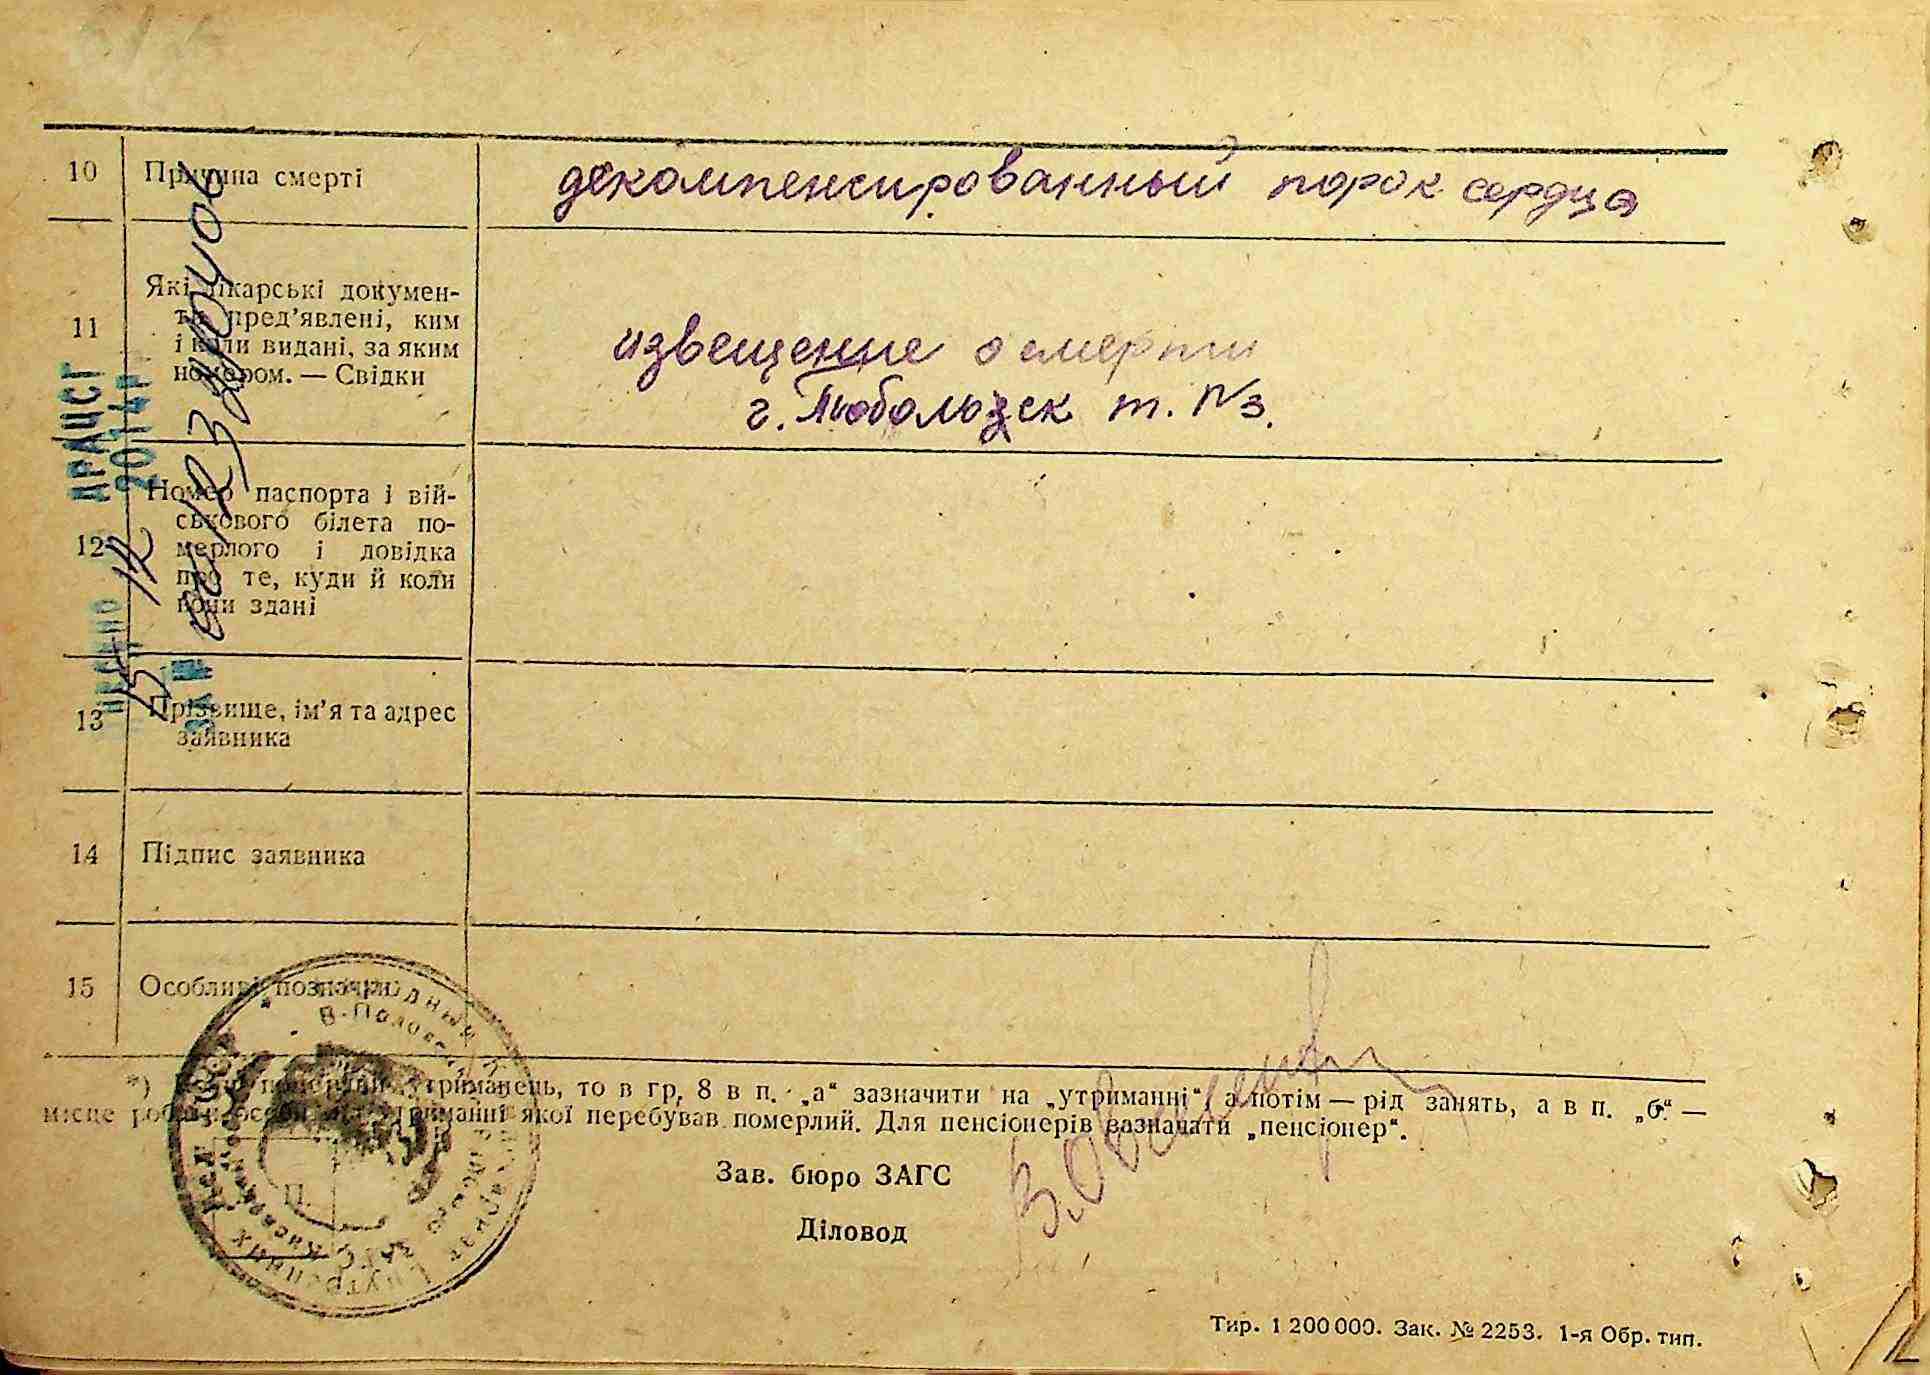 10 Причина смерті декомпенсированный порок сердца
11 Які лікарські докумен-
ти пред’явлені, ким
і коли видані, за яким
номером. — Свідки
извещение о смерти
г. Тобользск т. №3.
АРАЦСГ
2014р
12 Номер паспорта і вій-
ськового білета по-
мерлого і довідка
про те, куди й коли
вони здані
13 Прізвище, ім’я та адрес
заявника
14 Підпис заявника
15 Особливі позначки
*) утриманець, то в гр. 8 в п. „а“ зазначити на „утриманні“, а потім — рід занять, а в п. „б“ —
місце роботи особи, на утриманні якої перебував померлий. Для пенсіонерів зазначати „пенсіонер“.
Зав. бюро ЗАГС
Діловод
П.
Тир. 1 200 000. Зак. № 2253. 1-я Обр. тип.
12